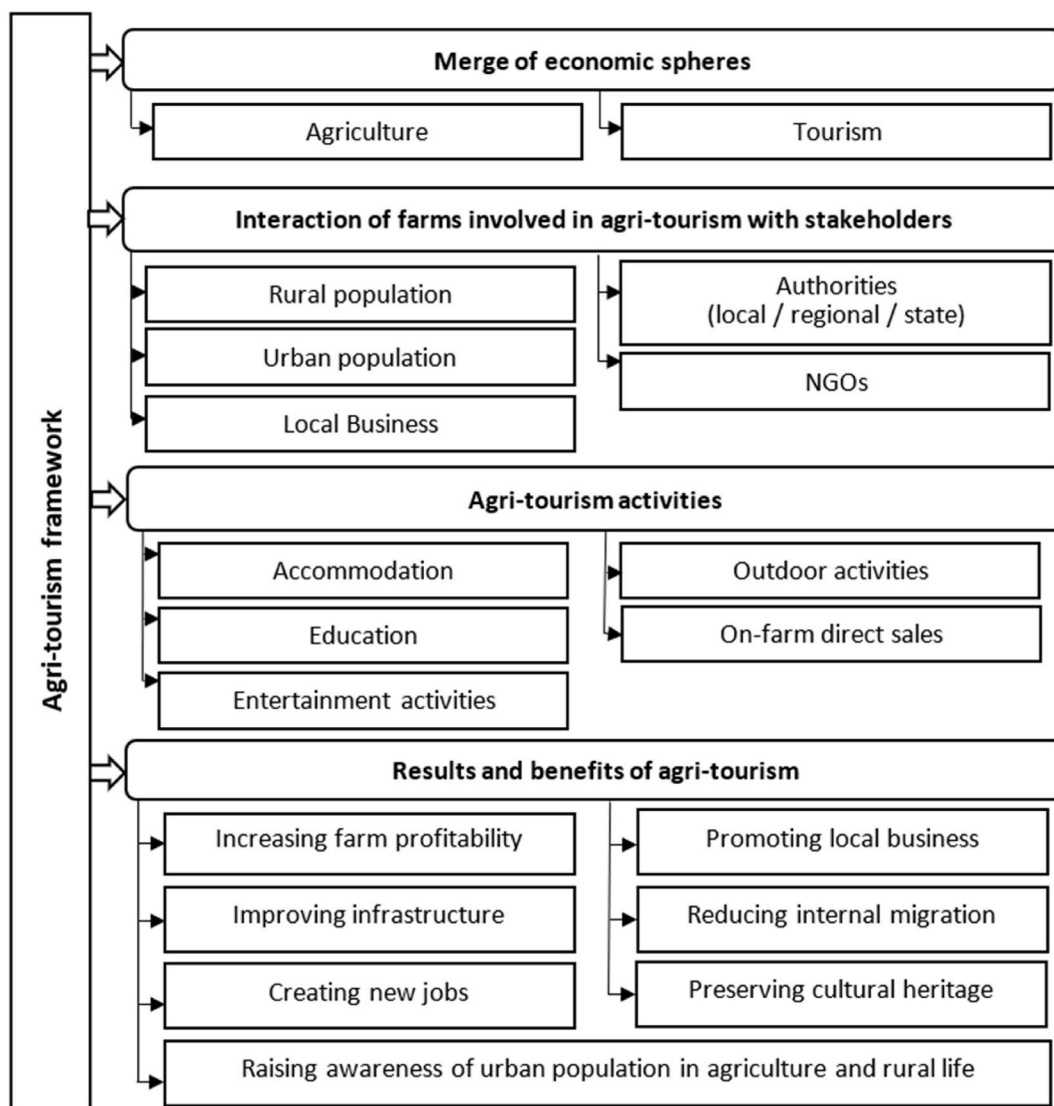 Agri-tourism framework
Merge of economic spheres
Agriculture
Tourism
Interaction of farms involved in agri-tourism with stakeholders
Rural population
Urban population
Local Business
Authorities
(local / regional / state)
NGOs
Agri-tourism activities
Accommodation
Education
Entertainment activities
Outdoor activities
On-farm direct sales
Results and benefits of agri-tourism
Increasing farm profitability
Improving infrastructure
Creating new jobs
Promoting local business
Reducing internal migration
Preserving cultural heritage
Raising awareness of urban population in agriculture and rural life